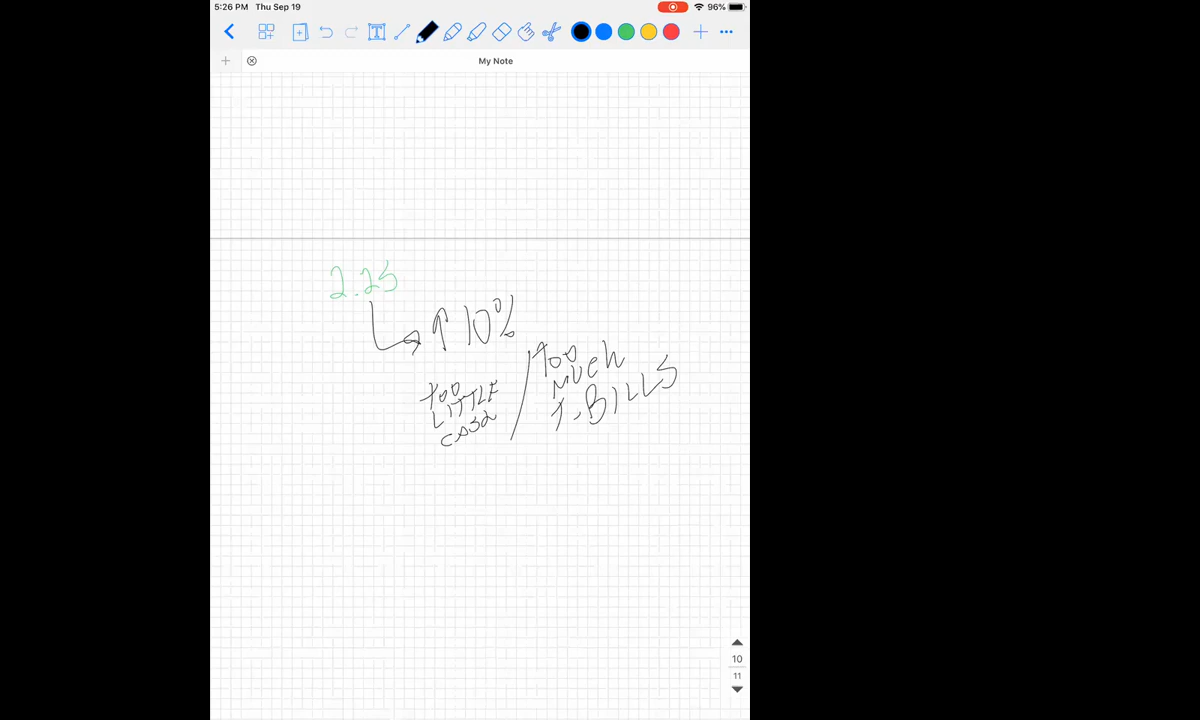 5:26 PM Thu Sep 19
96%
My Note
2.25
↑ 10%
TOO
LITTLE
CASH
/
TOO
MUCH
T-BILLS
10
11